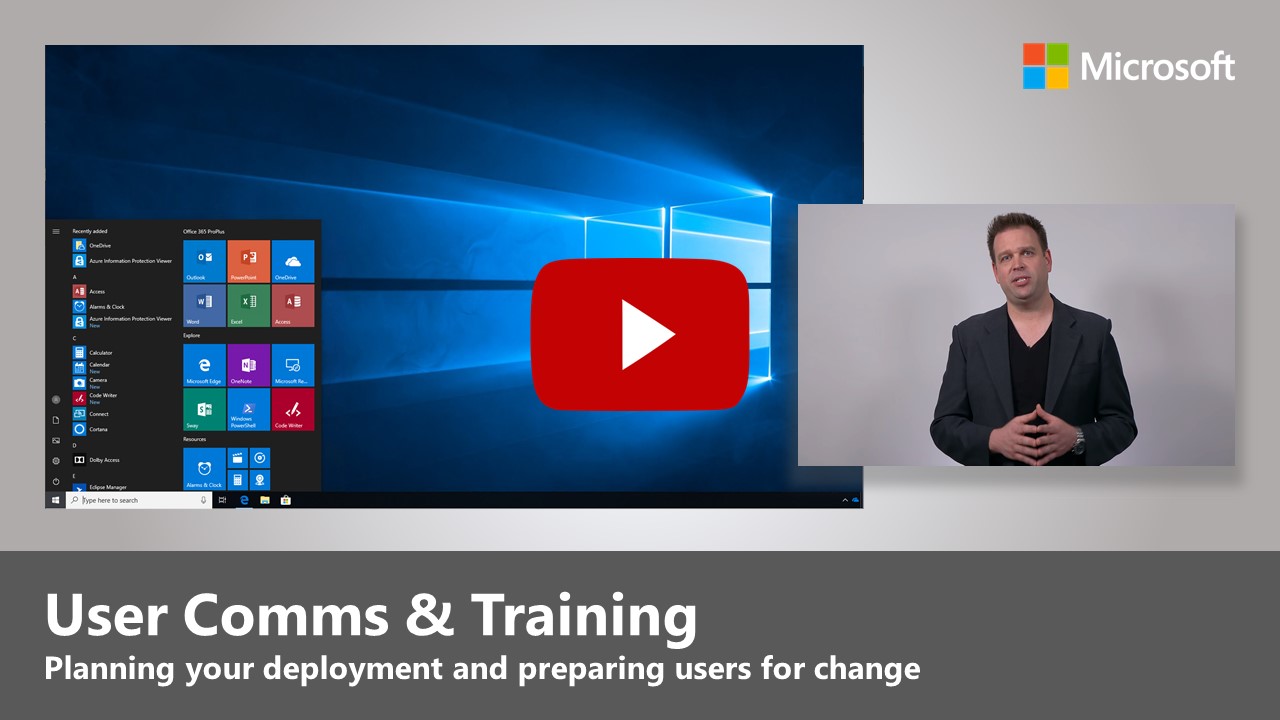 Microsoft
Recently added
OneDrive
Azure Information Protection Viewer
A
Access
Alarms & Clock
Azure Information Protection Viewer
New
C
Calculator
Calendar
New
Camera
New
Code Writer
New
Connect
Cortana
D
Dolby Access
E
Eclipse Manager
Office 365 ProPlus
Outlook
PowerPoint
OneDrive
Word
Excel
Access
Explore
Microsoft Edge
OneNote
Microsoft Re...
Sway
Windows PowerShell
Code Writer
Resources
Alarms & Clock
Type here to search
User Comms & Training
Planning your deployment and preparing users for change